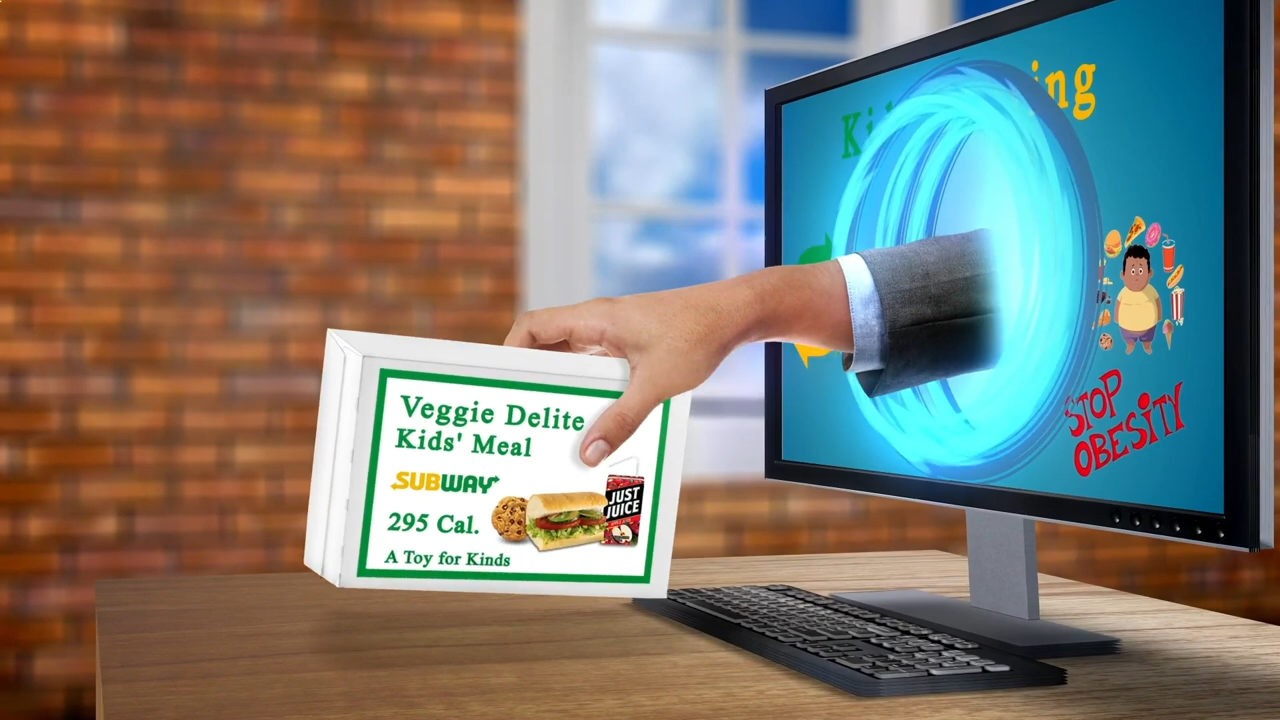 Veggie Delite
Kids' Meal
SUBWAY
295 Cal.
A Toy for Kinds
JUST
JUICE
STOP
OBESITY